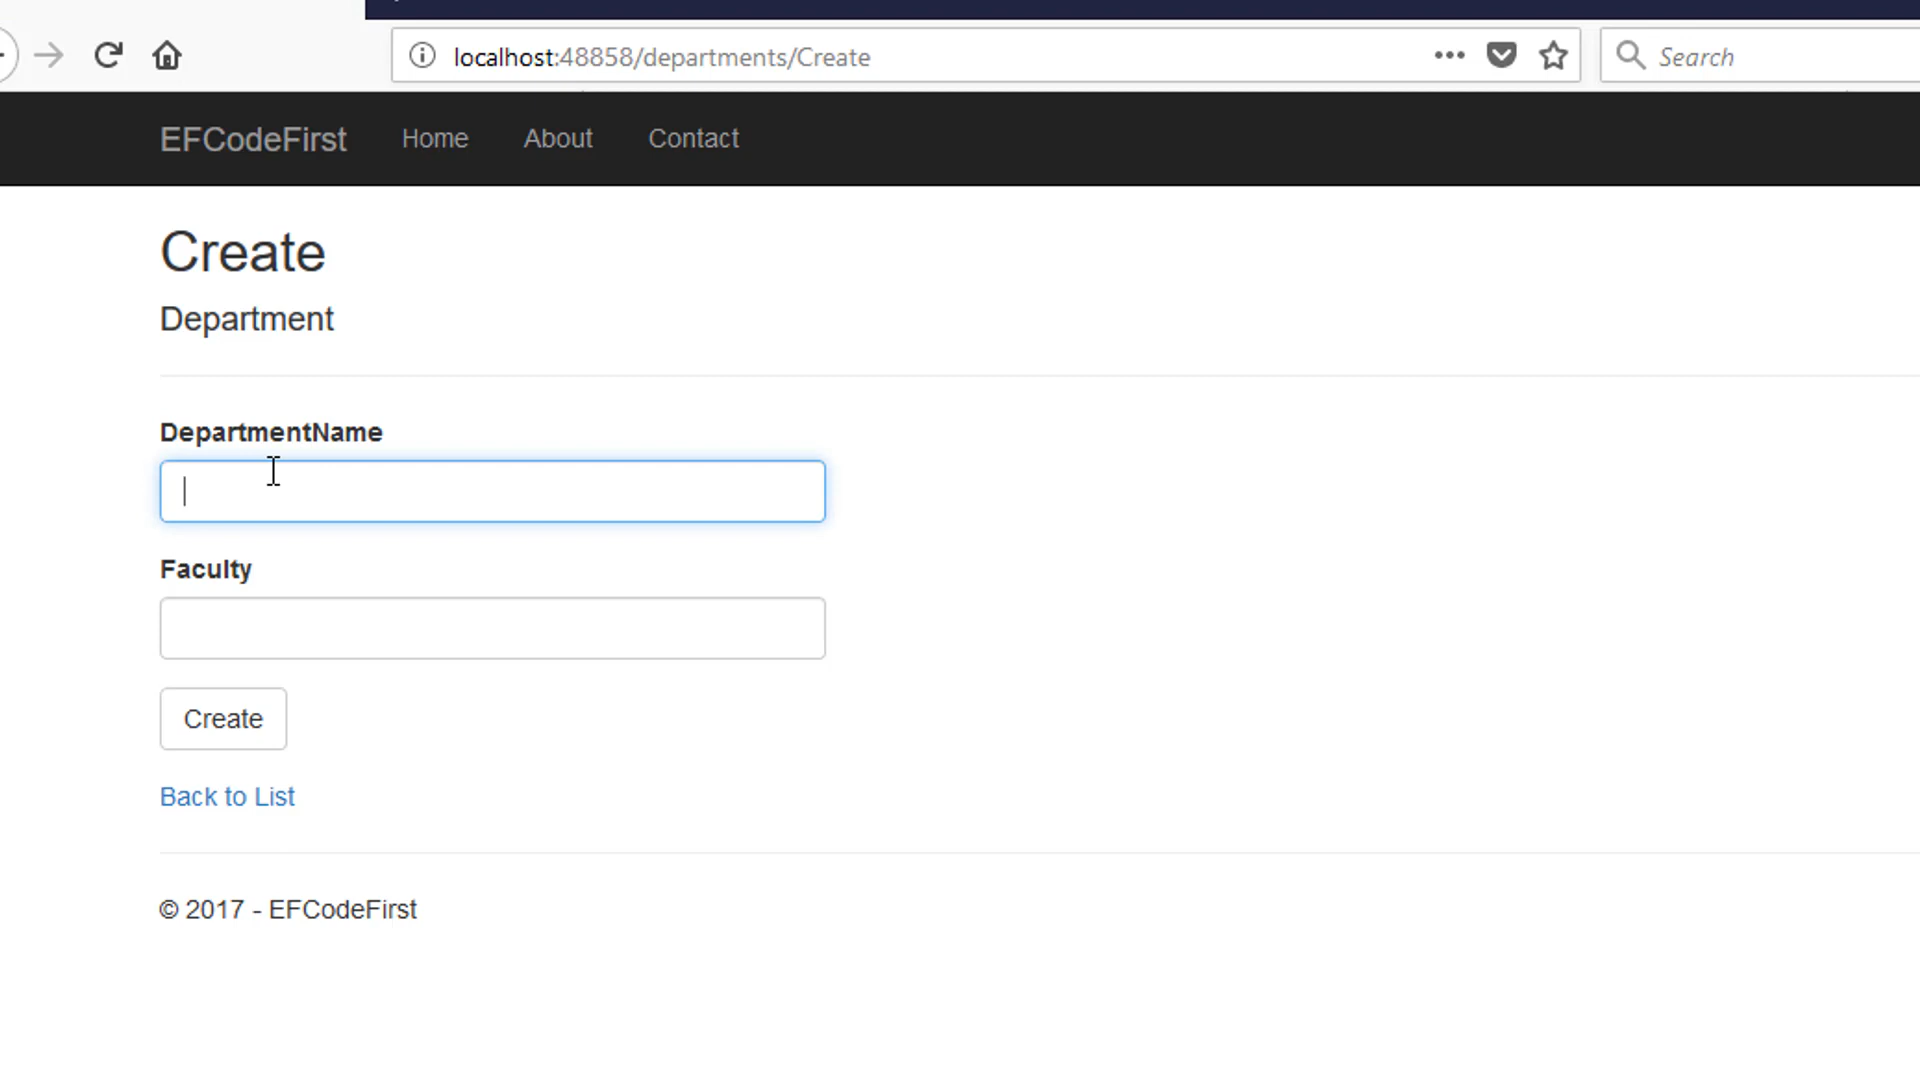 localhost:48858/departments/Create
Search
EFCodeFirst Home About Contact
Create
Department
DepartmentName
Faculty
Create
Back to List
© 2017 - EFCodeFirst